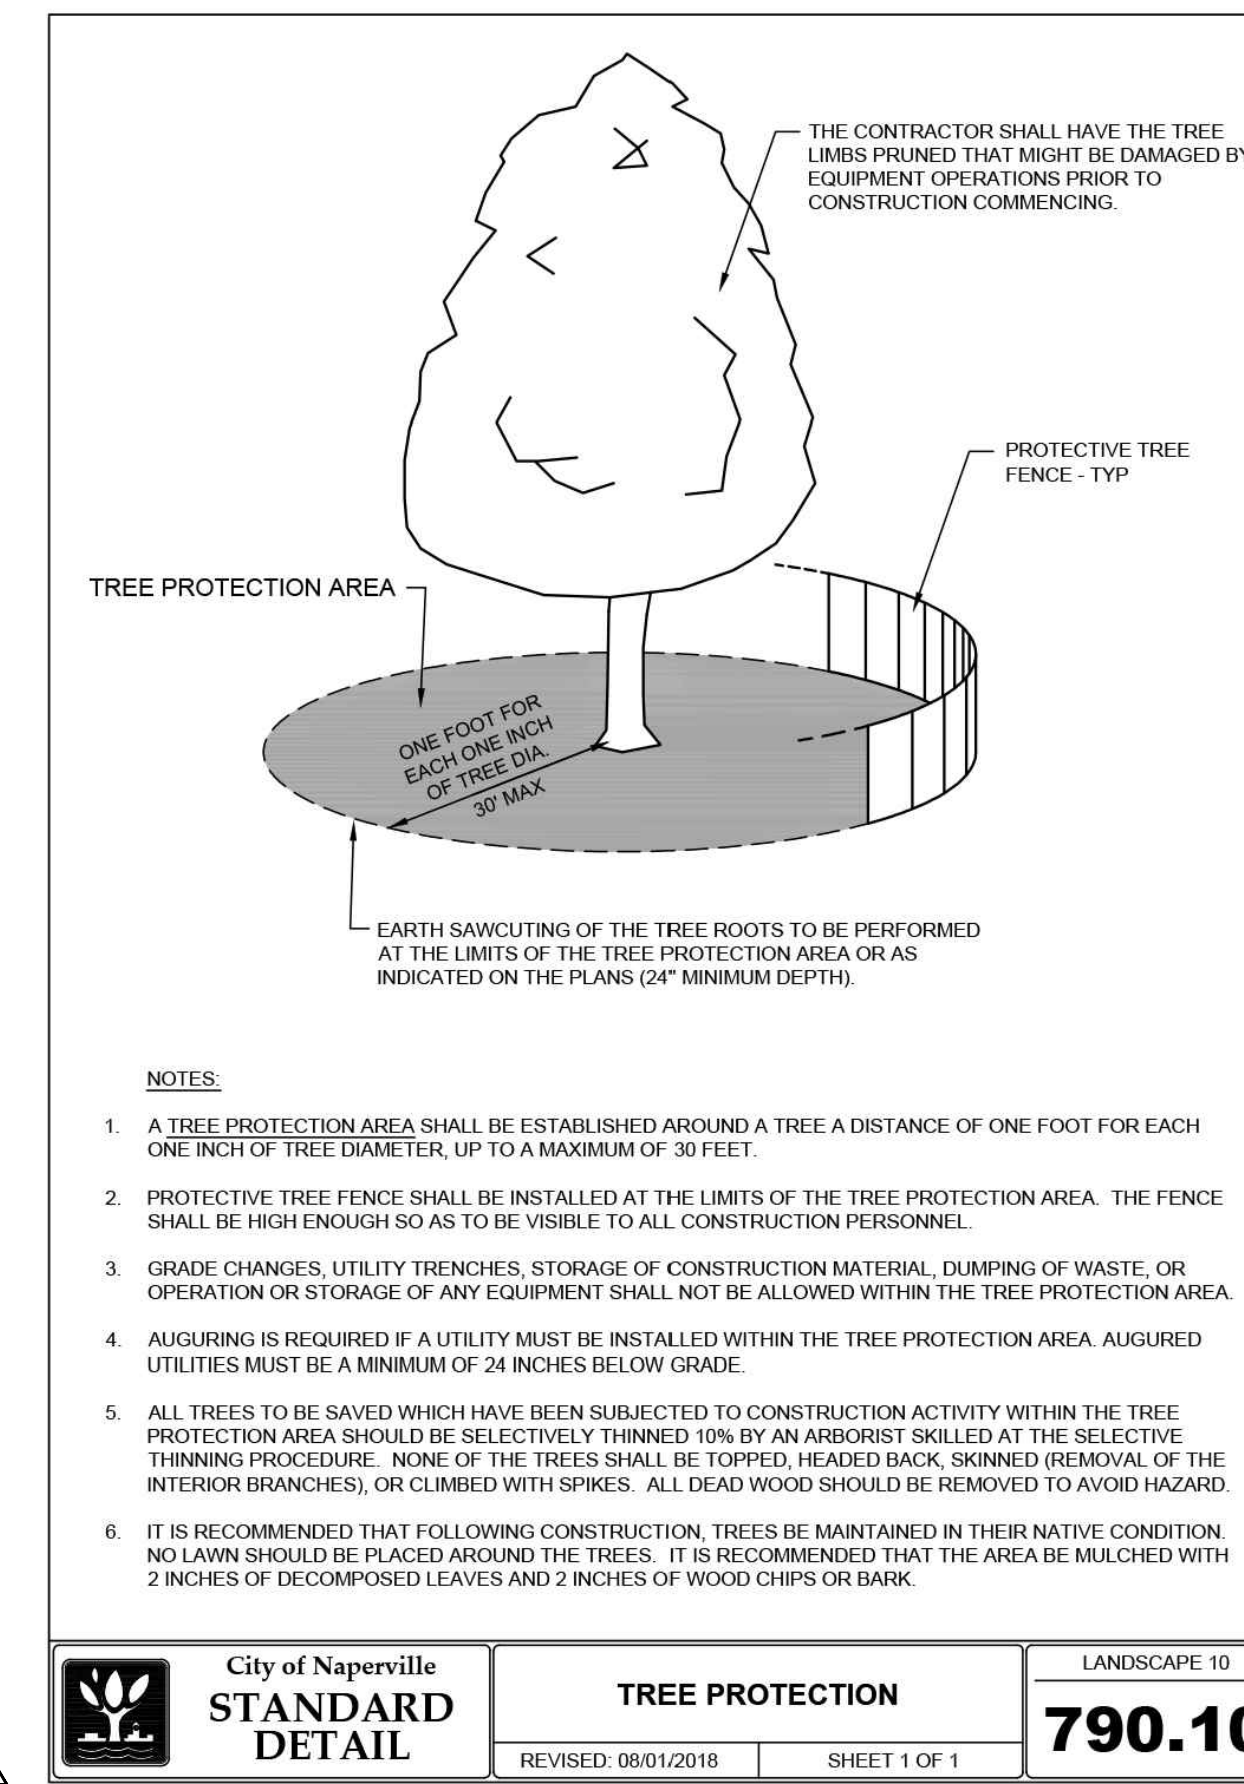 THE CONTRACTOR SHALL HAVE THE TREE
LIMBS PRUNED THAT MIGHT BE DAMAGED BY
EQUIPMENT OPERATIONS PRIOR TO
CONSTRUCTION COMMENCING.
PROTECTIVE TREE
FENCE - TYP
TREE PROTECTION AREA
ONE FOOT FOR
EACH ONE INCH
OF TREE DIA.
30' MAX
EARTH SAWCUTING OF THE TREE ROOTS TO BE PERFORMED
AT THE LIMITS OF THE TREE PROTECTION AREA OR AS
INDICATED ON THE PLANS (24" MINIMUM DEPTH).
NOTES:
1. A TREE PROTECTION AREA SHALL BE ESTABLISHED AROUND A TREE A DISTANCE OF ONE FOOT FOR EACH
ONE INCH OF TREE DIAMETER, UP TO A MAXIMUM OF 30 FEET.
2. PROTECTIVE TREE FENCE SHALL BE INSTALLED AT THE LIMITS OF THE TREE PROTECTION AREA. THE FENCE
SHALL BE HIGH ENOUGH SO AS TO BE VISIBLE TO ALL CONSTRUCTION PERSONNEL.
3. GRADE CHANGES, UTILITY TRENCHES, STORAGE OF CONSTRUCTION MATERIAL, DUMPING OF WASTE, OR
OPERATION OR STORAGE OF ANY EQUIPMENT SHALL NOT BE ALLOWED WITHIN THE TREE PROTECTION AREA.
4. AUGURING IS REQUIRED IF A UTILITY MUST BE INSTALLED WITHIN THE TREE PROTECTION AREA. AUGURED
UTILITIES MUST BE A MINIMUM OF 24 INCHES BELOW GRADE.
5. ALL TREES TO BE SAVED WHICH HAVE BEEN SUBJECTED TO CONSTRUCTION ACTIVITY WITHIN THE TREE
PROTECTION AREA SHOULD BE SELECTIVELY THINNED 10% BY AN ARBORIST SKILLED AT THE SELECTIVE
THINNING PROCEDURE. NONE OF THE TREES SHALL BE TOPPED, HEADED BACK, SKINNED (REMOVAL OF THE
INTERIOR BRANCHES), OR CLIMBED WITH SPIKES. ALL DEAD WOOD SHOULD BE REMOVED TO AVOID HAZARD.
6. IT IS RECOMMENDED THAT FOLLOWING CONSTRUCTION, TREES BE MAINTAINED IN THEIR NATIVE CONDITION.
NO LAWN SHOULD BE PLACED AROUND THE TREES. IT IS RECOMMENDED THAT THE AREA BE MULCHED WITH
2 INCHES OF DECOMPOSED LEAVES AND 2 INCHES OF WOOD CHIPS OR BARK.
City of Naperville
STANDARD
DETAIL
TREE PROTECTION
REVISED: 08/01/2018
SHEET 1 OF 1
LANDSCAPE 10
790.10